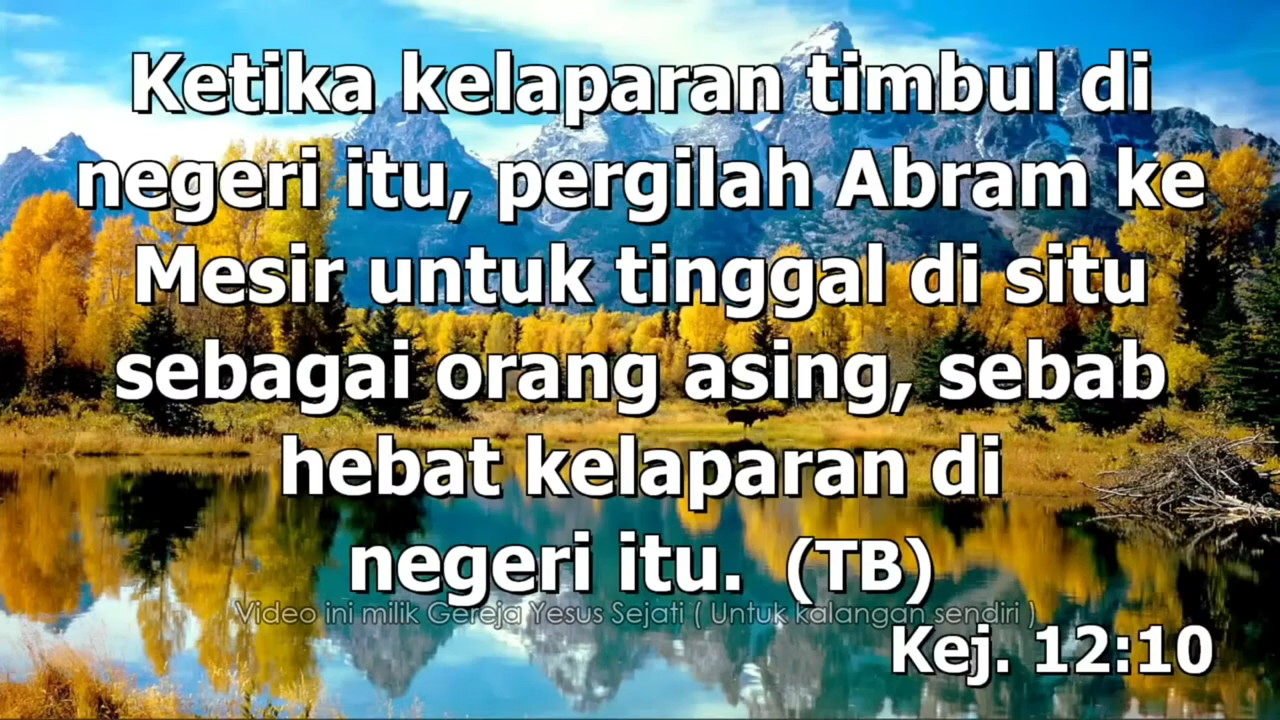 Ketika kelaparan timbul di
negeri itu, pergilah Abram ke
Mesir untuk tinggal di situ
sebagai orang asing, sebab
hebat kelaparan di
negeri itu. (TB)
Video ini milik Gereja Yesus Sejati ( Untuk kalangan sendiri )
Kej. 12:10